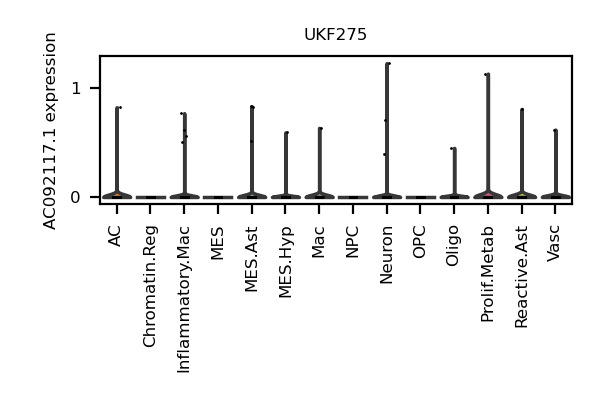 UKF275
AC092117.1 expression
1
0
AC
Chromatin.Reg
Inflammatory.Mac
MES
MES.Ast
MES.Hyp
Mac
NPC
Neuron
OPC
Oligo
Prolif.Metab
Reactive.Ast
Vasc